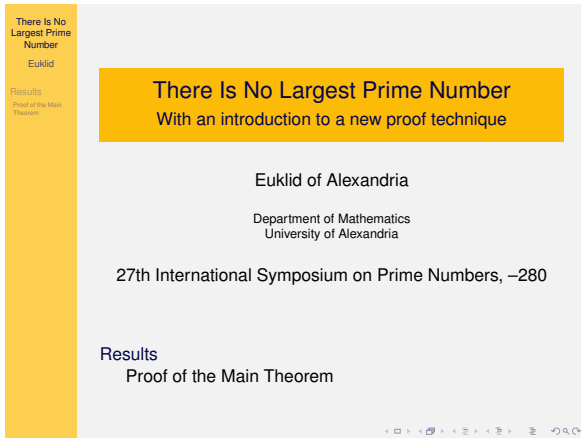 There Is No
Largest Prime
Number
Euklid
Results
Proof of the Main
Theorem
There Is No Largest Prime Number
With an introduction to a new proof technique
Euklid of Alexandria
Department of Mathematics
University of Alexandria
27th International Symposium on Prime Numbers, –280
Results
Proof of the Main Theorem